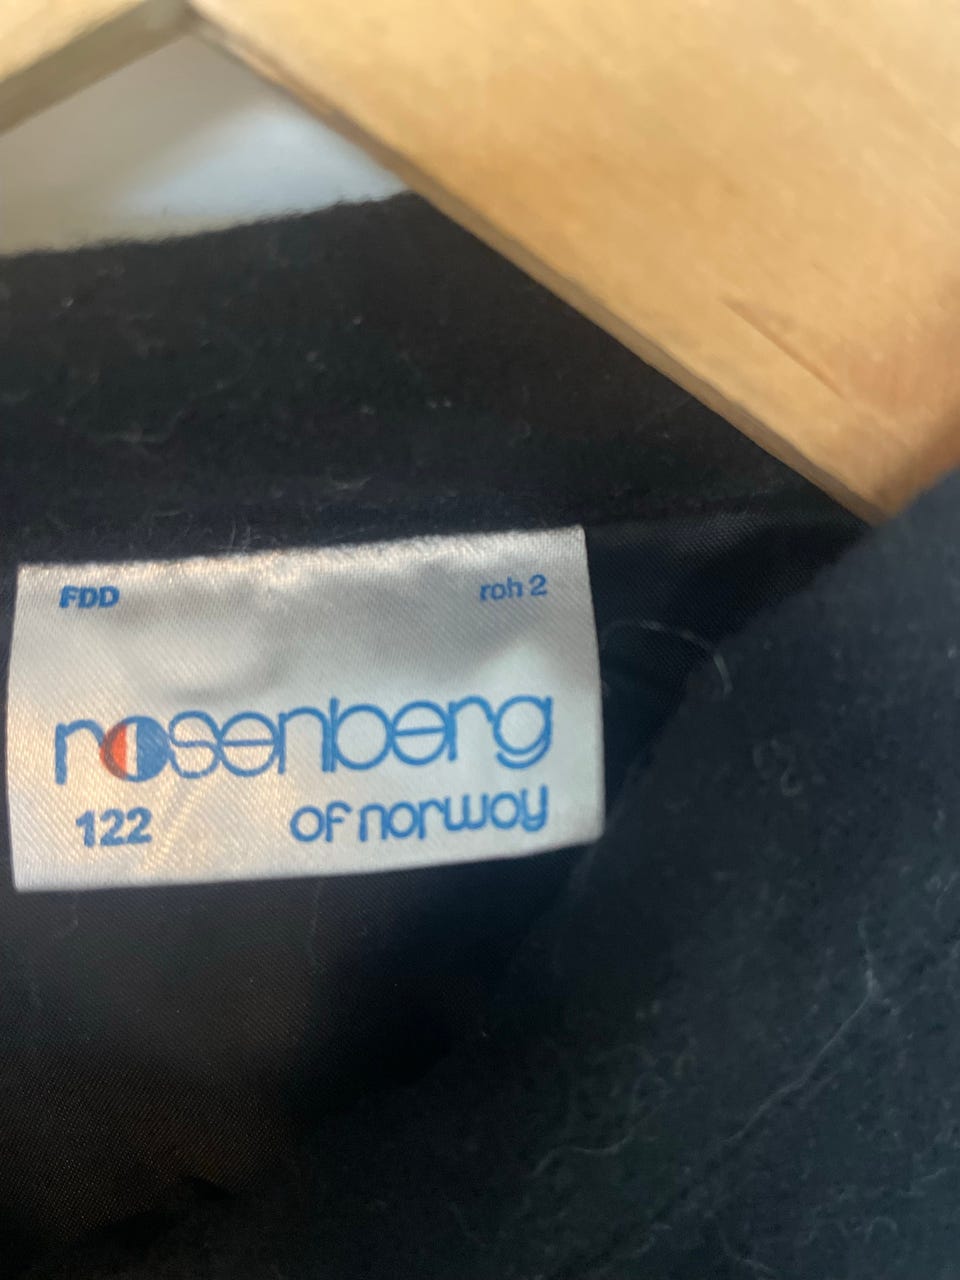 FDD roh 2
rosenberg
122 of norway